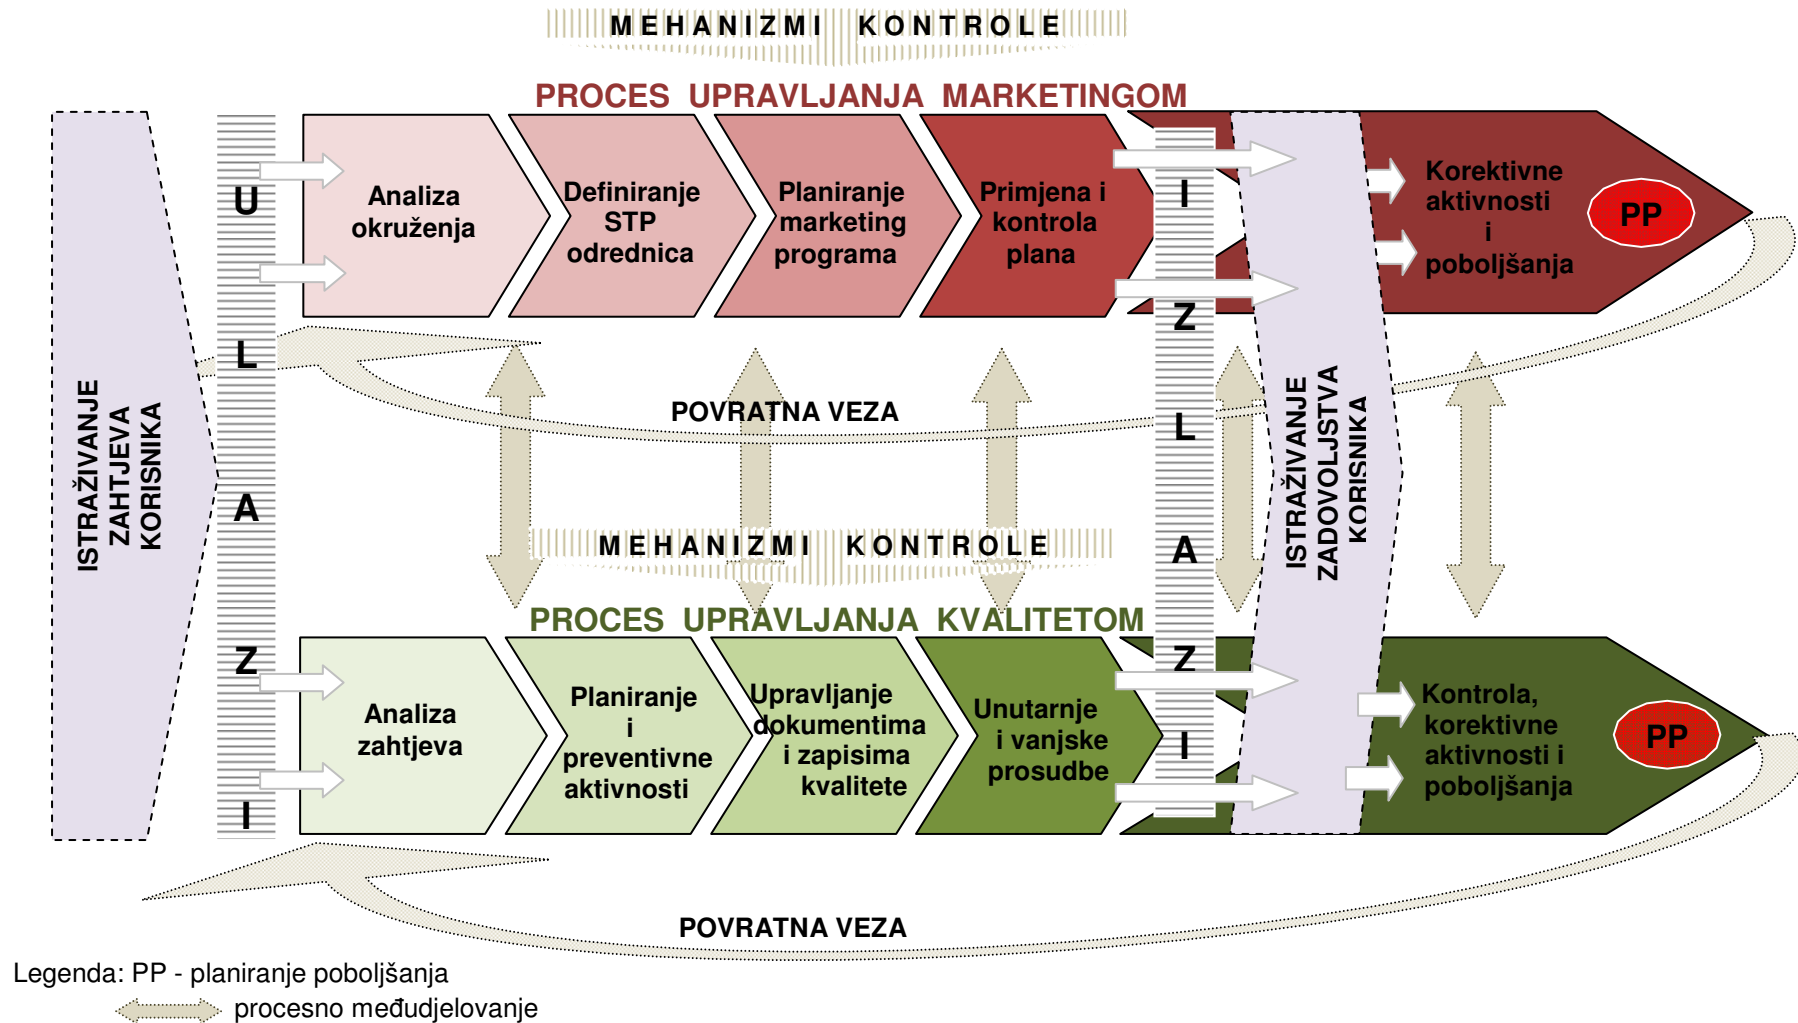 MEHANIZMI KONTROLE
PROCES UPRAVLJANJA MARKETINGOM
ISTRAŽIVANJE
ZAHTJEVA
KORISNIKA
U
L
A
Z
I
Analiza
okruženja
Definiranje
STP
odrednica
Planiranje
marketing
programa
Primjena i
kontrola
plana
I
Z
L
A
Z
I
ISTRAŽIVANJE
ZADOVOLJSTVA
KORISNIKA
Korektivne
aktivnosti
i
poboljšanja
PP
POVRATNA VEZA
MEHANIZMI KONTROLE
PROCES UPRAVLJANJA KVALITETOM
Analiza
zahtjeva
Planiranje
i
preventivne
aktivnosti
Upravljanje
dokumentima
i zapisima
kvalitete
Unutarnje
i vanjske
prosudbe
Kontrola,
korektivne
aktivnosti i
poboljšanja
PP
POVRATNA VEZA
Legenda: PP - planiranje poboljšanja
procesno međudjelovanje